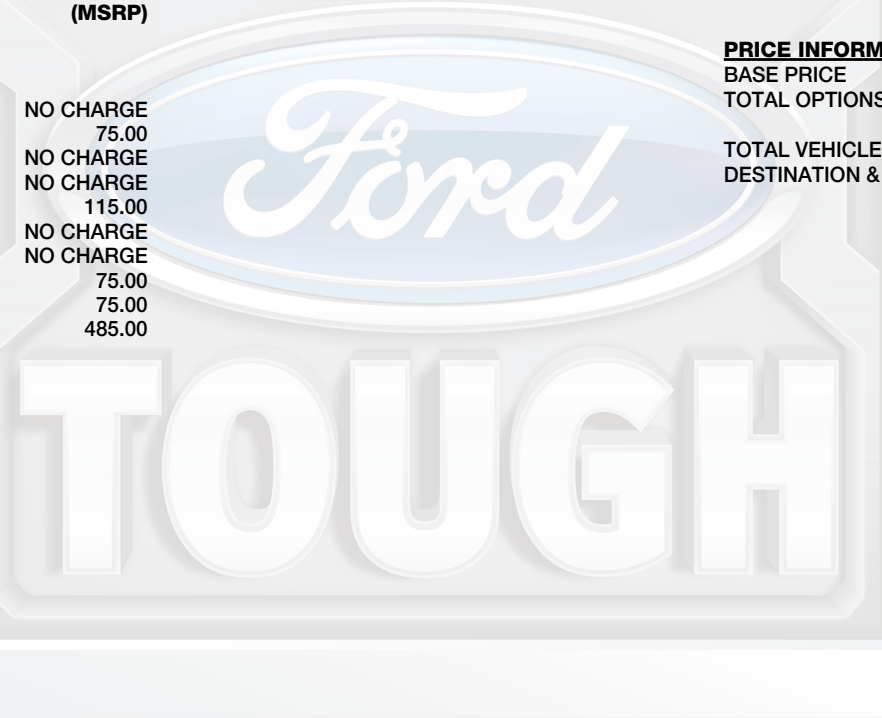 (MSRP)
NO CHARGE
75.00
NO CHARGE
NO CHARGE
115.00
NO CHARGE
NO CHARGE
75.00
75.00
485.00
PRICE INFORM
BASE PRICE
TOTAL OPTIONS
TOTAL VEHICLE
DESTINATION &
Ford
TOUGH